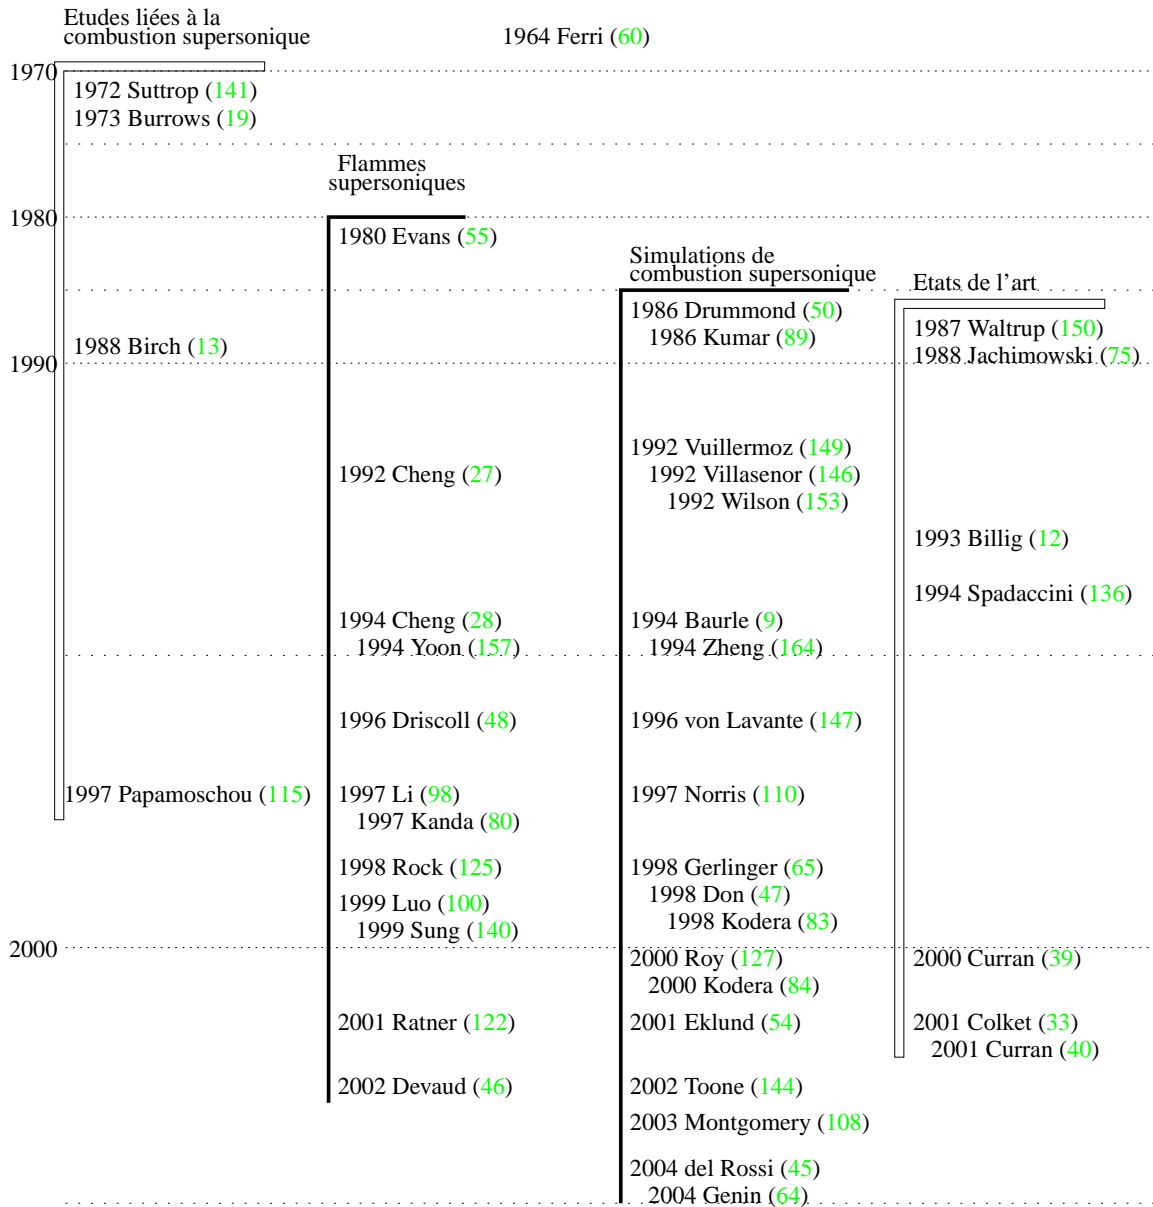 Etudes liées à la
combustion supersonique
1964 Ferri (60)
1970
1972 Suttrop (141)
1973 Burrows (19)
Flammes
supersoniques
1980
1980 Evans (55)
Simulations de
combustion supersonique
Etats de l'art
1986 Drummond (50)
1986 Kumar (89)
1987 Waltrup (150)
1988 Jachimowski (75)
1988 Birch (13)
1990
1992 Cheng (27)
1992 Vuillermoz (149)
1992 Villasenor (146)
1992 Wilson (153)
1993 Billig (12)
1994 Spadaccini (136)
1994 Cheng (28)
1994 Yoon (157)
1994 Baurle (9)
1994 Zheng (164)
1996 Driscoll (48)
1996 von Lavante (147)
1997 Papamoschou (115)
1997 Li (98)
1997 Kanda (80)
1997 Norris (110)
1998 Rock (125)
1999 Luo (100)
1999 Sung (140)
1998 Gerlinger (65)
1998 Don (47)
1998 Kodera (83)
2000
2000 Roy (127)
2000 Kodera (84)
2000 Curran (39)
2001 Ratner (122)
2001 Eklund (54)
2001 Colket (33)
2001 Curran (40)
2002 Devaud (46)
2002 Toone (144)
2003 Montgomery (108)
2004 del Rossi (45)
2004 Genin (64)